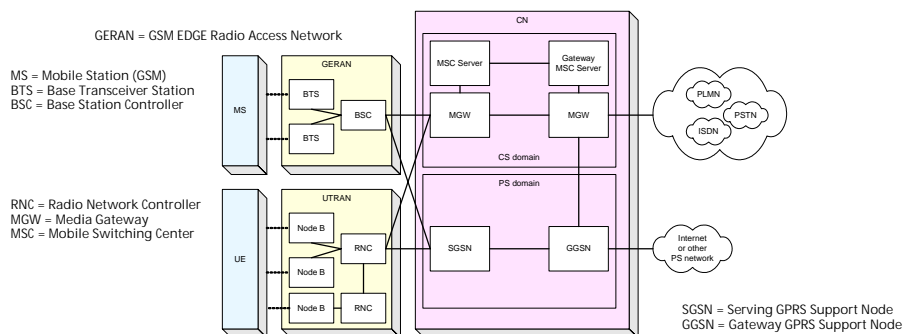 CN
GERAN = GSM EDGE Radio Access Network
MS = Mobile Station (GSM)
BTS = Base Transceiver Station
BSC = Base Station Controller
MS
GERAN
BTS
BTS
BSC
MSC Server
Gateway
MSC Server
MGW
MGW
CS domain
PLMN
PSTN
ISDN
RNC = Radio Network Controller
MGW = Media Gateway
MSC = Mobile Switching Center
UE
UTRAN
Node B
Node B
Node B
RNC
RNC
PS domain
SGSN
GGSN
Internet
or other
PS network
SGSN = Serving GPRS Support Node
GGSN = Gateway GPRS Support Node